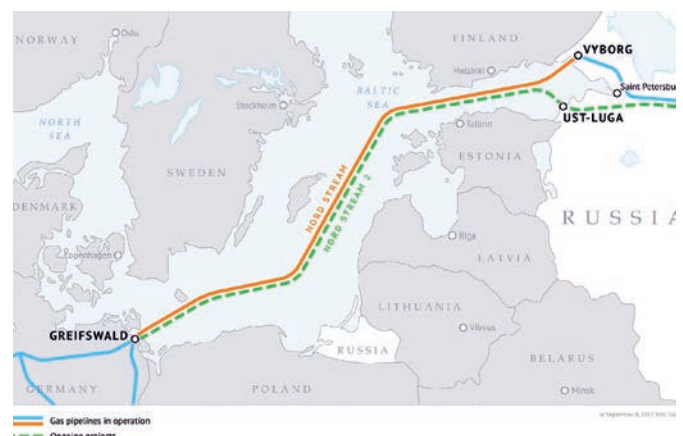 NORWAY
Oslo
FINLAND
VYBORG
Helsinki
Saint Petersbu
BALTIC
SEA
Stockholm
UST-LUGA
Tallinn
NORTH
SEA
ESTONIA
SWEDEN
NORD STREAM
NORD STREAM 2
RUSSIA
DENMARK
Riga
LATVIA
Copenhagen
LITHUANIA
Vilnius
GREIFSWALD
RUSSIA
BELARUS
GERMANY
POLAND
Minsk
Gas pipelines in operation
Ongoing projects